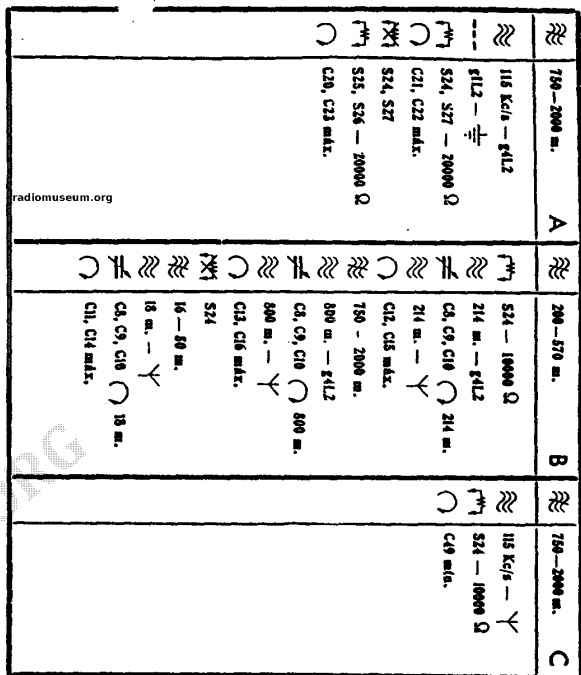 A
750—2000 m.
115 Kc/s — g4L2
g1L2 —
S24, S27 — 20000 Ω
C21, C22 máx.
S24, S27
S25, S26 — 20000 Ω
C20, C23 máx.
B
200—570 m.
S24 — 10000 Ω
214 m. — g4L2
C8, C9, C10 214 m.
214 m. —
C12, C15 máx.
750 - 2000 m.
800 m. — g4L2
C8, C9, C10 800 m.
800 m. —
C13, C16 máx.
S24
16 — 50 m.
18 m. —
C8, C9, C10 18 m.
C11, C14 máx.
C
750—2000 m.
115 Kc/s —
S24 — 10000 Ω
C49 mín.
radiomuseum.org
RG